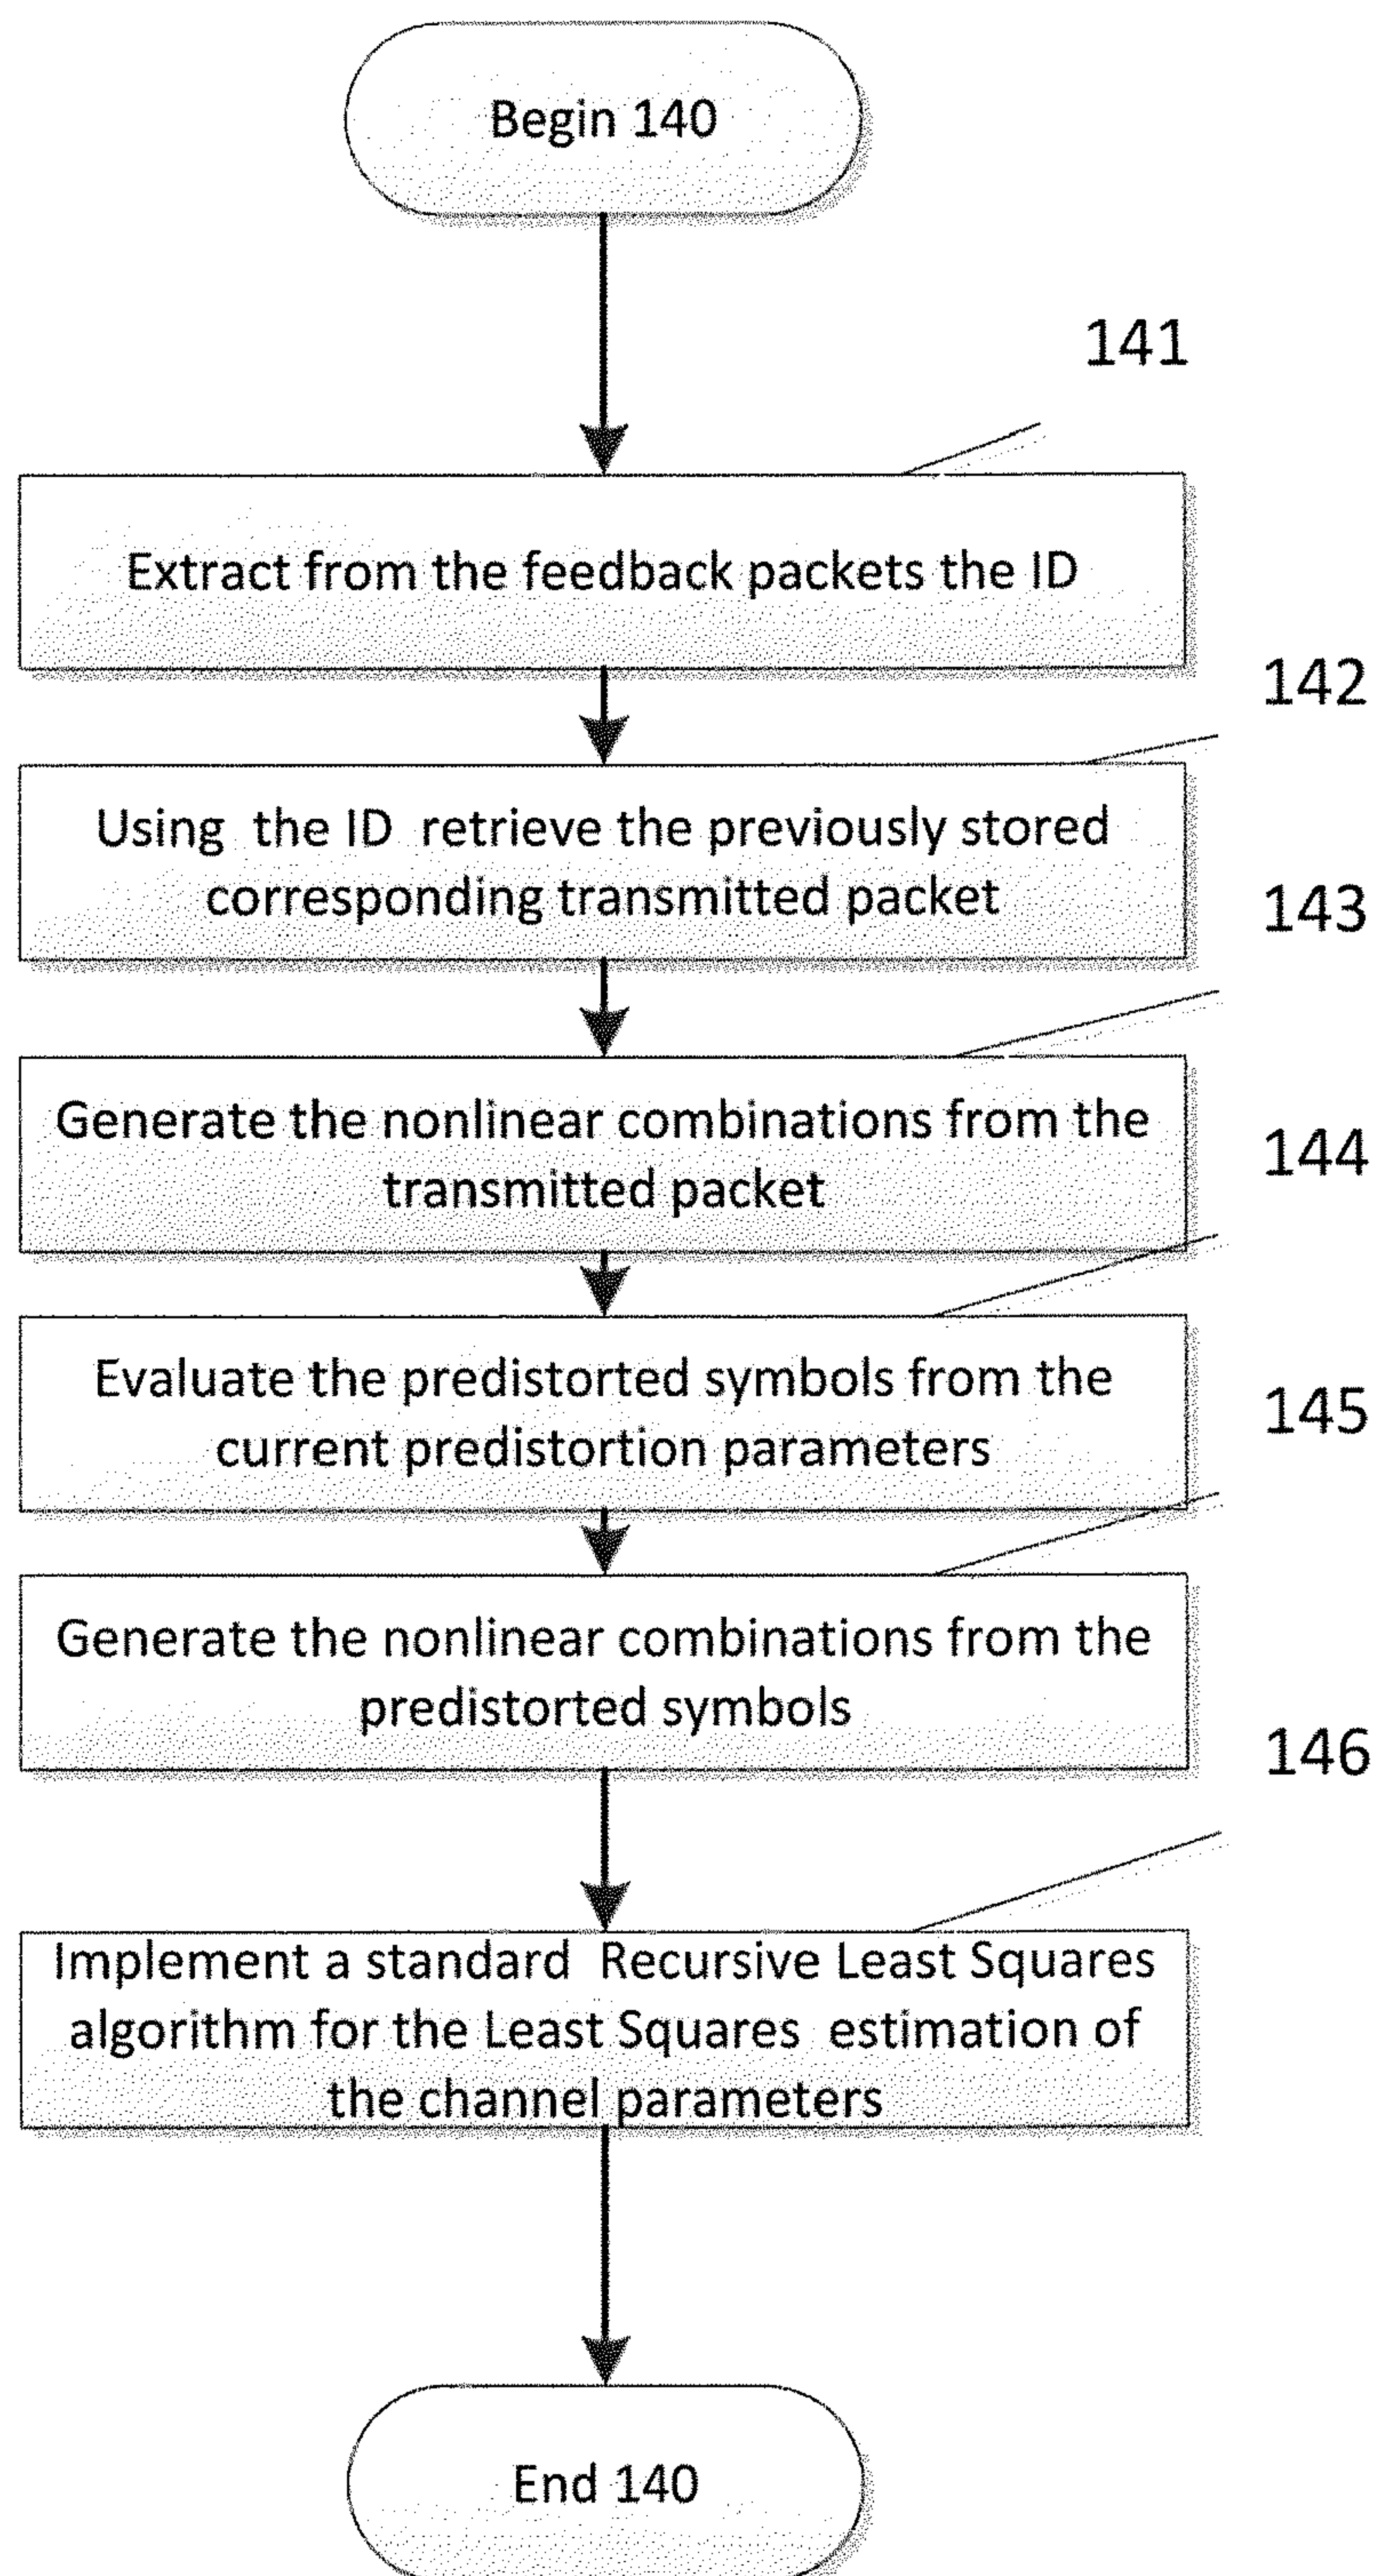 Begin 140
141
Extract from the feedback packets the ID
142
Using the ID retrieve the previously stored
corresponding transmitted packet
143
Generate the nonlinear combinations from the
transmitted packet
144
Evaluate the predistorted symbols from the
current predistortion parameters
145
Generate the nonlinear combinations from the
predistorted symbols
146
Implement a standard Recursive Least Squares
algorithm for the Least Squares estimation of
the channel parameters
End 140